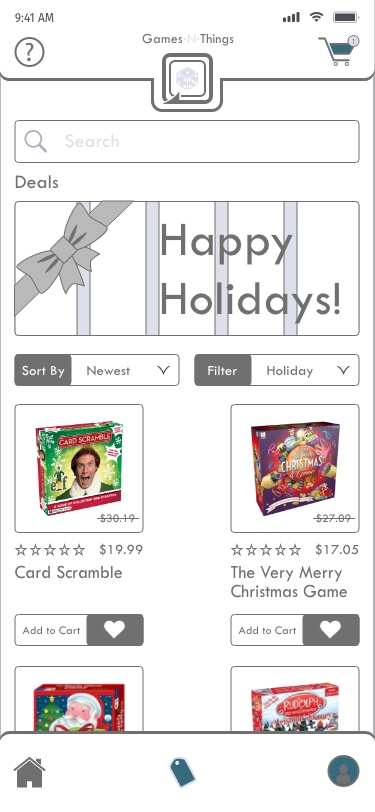 9:41 AM
Games·N·Things
?
1
Search
Deals
Happy
Holidays!
Sort By Newest
Filter Holiday
CARD SCRAMBLE
elf
$30.19
CHRISTMAS
$27.09
$19.99
$17.05
Card Scramble
The Very Merry
Christmas Game
Add to Cart
Add to Cart
RUDOLPH